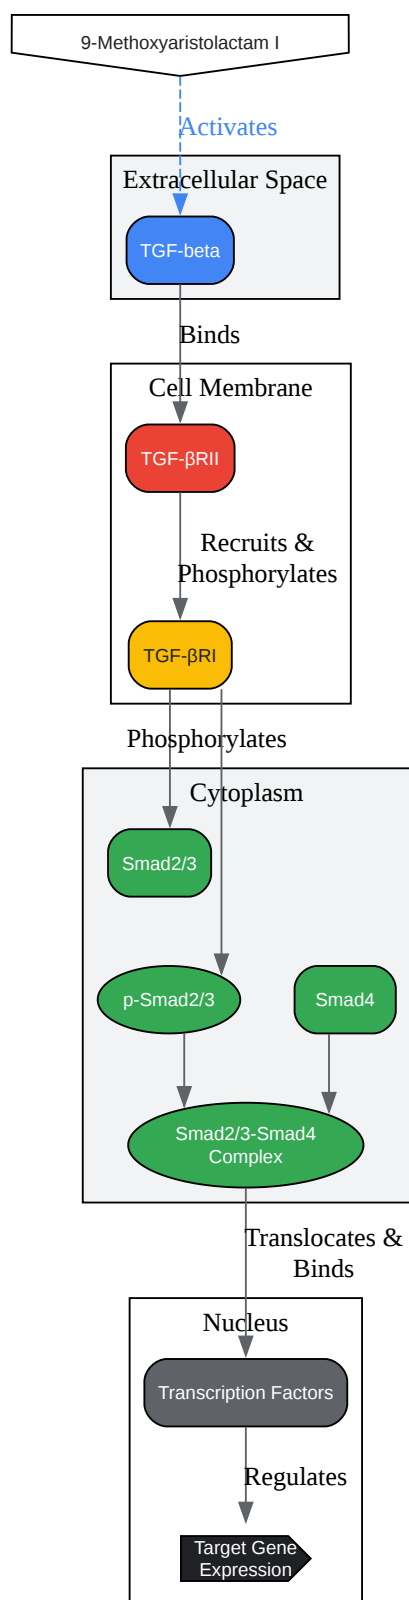 9-Methoxyaristolactam I
Activates
Extracellular Space
TGF-beta
Binds
Cell Membrane
TGF-βRII
Recruits &
Phosphorylates
TGF-βRI
Phosphorylates
Cytoplasm
Smad2/3
p-Smad2/3
Smad4
Smad2/3-Smad4
Complex
Translocates &
Binds
Nucleus
Transcription Factors
Regulates
Target Gene
Expression